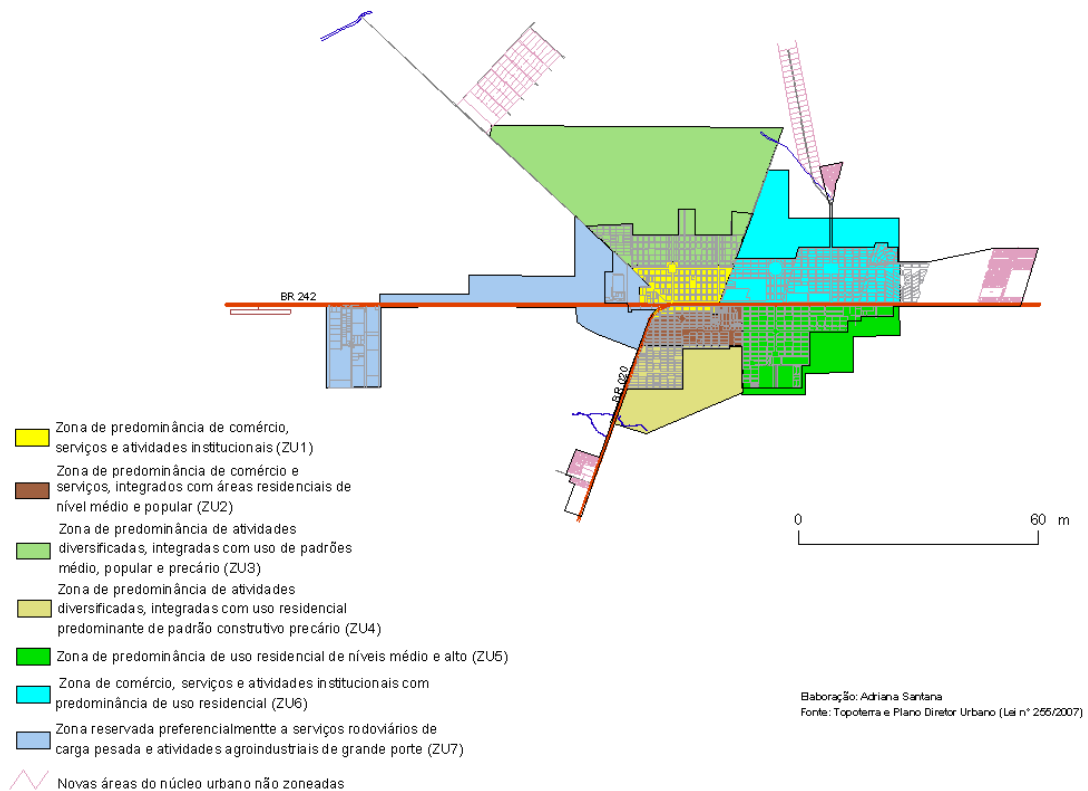 BR 242
BR 020
Zona de predominância de comércio,
serviços e atividades institucionais (ZU1)
Zona de predominância de comércio e
serviços, integrados com áreas residenciais de
nível médio e popular (ZU2)
Zona de predominância de atividades
diversificadas, integradas com uso de padrões
médio, popular e precário (ZU3)
Zona de predominância de atividades
diversificadas, integradas com uso residencial
predominante de padrão construtivo precário (ZU4)
Zona de predominância de uso residencial de níveis médio e alto (ZU5)
Zona de comércio, serviços e atividades institucionais com
predominância de uso residencial (ZU6)
Zona reservada preferencialmentte a serviços rodoviários de
carga pesada e atividades agroindustriais de grande porte (ZU7)
Novas áreas do núcleo urbano não zoneadas
0 60 m
Elaboração: Adriana Santana
Fonte: Topoterra e Plano Diretor Urbano (Lei n° 255/2007)